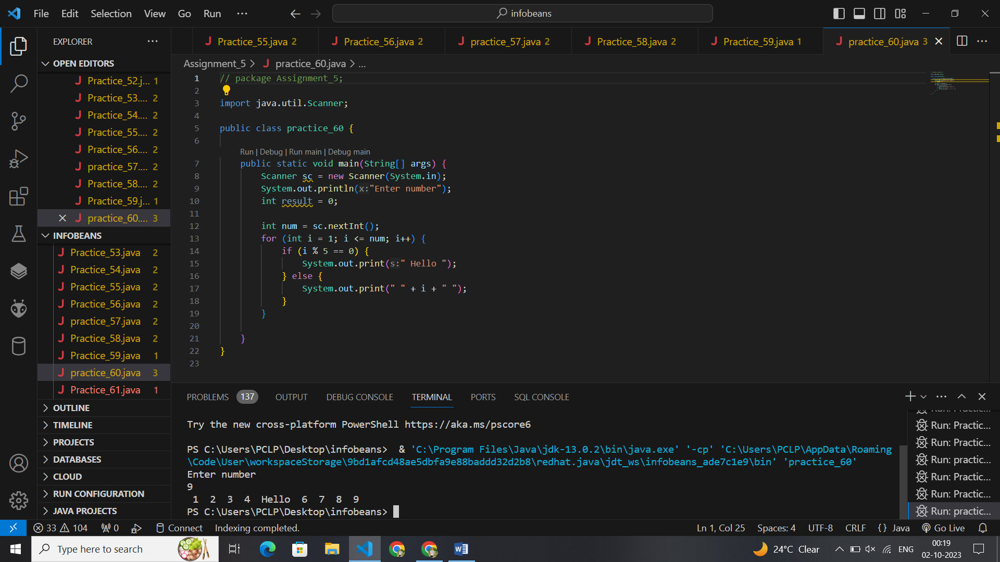 File Edit Selection View Go Run ···
infobeans
EXPLORER ···
OPEN EDITORS
Practice_52.j... 1
Practice_53.... 2
Practice_54.... 2
Practice_55.... 2
Practice_56.... 2
practice_57.... 2
Practice_58.... 2
Practice_59.j... 1
practice_60.... 3
INFOBEANS
Practice_53.java 2
Practice_54.java 2
Practice_55.java 2
Practice_56.java 2
practice_57.java 2
Practice_58.java 2
Practice_59.java 1
practice_60.java 3
Practice_61.java 1
OUTLINE
TIMELINE
PROJECTS
DATABASES
CLOUD
RUN CONFIGURATION
JAVA PROJECTS
Practice_55.java 2 Practice_56.java 2 practice_57.java 2 Practice_58.java 2 Practice_59.java 1 practice_60.java 3
Assignment_5 > practice_60.java > ...
1 // package Assignment_5;
2
3 import java.util.Scanner;
4
5 public class practice_60 {
6
Run | Debug | Run main | Debug main
7 public static void main(String[] args) {
8 Scanner sc = new Scanner(System.in);
9 System.out.println(x:"Enter number");
10 int result = 0;
11
12 int num = sc.nextInt();
13 for (int i = 1; i <= num; i++) {
14 if (i % 5 == 0) {
15 System.out.print(s:" Hello ");
16 } else {
17 System.out.print(" " + i + " ");
18 }
19 }
20
21 }
22 }
23
PROBLEMS 137 OUTPUT DEBUG CONSOLE TERMINAL PORTS SQL CONSOLE
Try the new cross-platform PowerShell https://aka.ms/pscore6
PS C:\Users\PCLP\Desktop\infobeans> & 'C:\Program Files\Java\jdk-13.0.2\bin\java.exe' '-cp' 'C:\Users\PCLP\AppData\Roaming
\Code\User\workspaceStorage\9bd1afcd48ae5dbfa9e88baddd32d2b8\redhat.java\jdt_ws\infobeans_ade7c1e9\bin' 'practice_60'
Enter number
9
1 2 3 4 Hello 6 7 8 9
PS C:\Users\PCLP\Desktop\infobeans>
Run: Practic...
Run: Practic...
Run: practic...
Run: Practic...
Run: Practic...
Run: practic...
33 104 0 Connect Indexing completed. Ln 1, Col 25 Spaces: 4 UTF-8 CRLF {} Java Go Live
Type here to search
24°C Clear ENG
00:19
02-10-2023